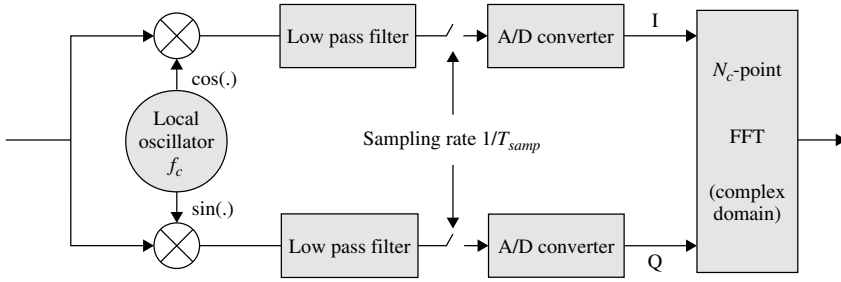 Low pass filter
A/D converter
I
cos(.)
Local
oscillator
f_c
sin(.)
Sampling rate 1/T_samp
Low pass filter
A/D converter
Q
N_c-point
FFT
(complex
domain)